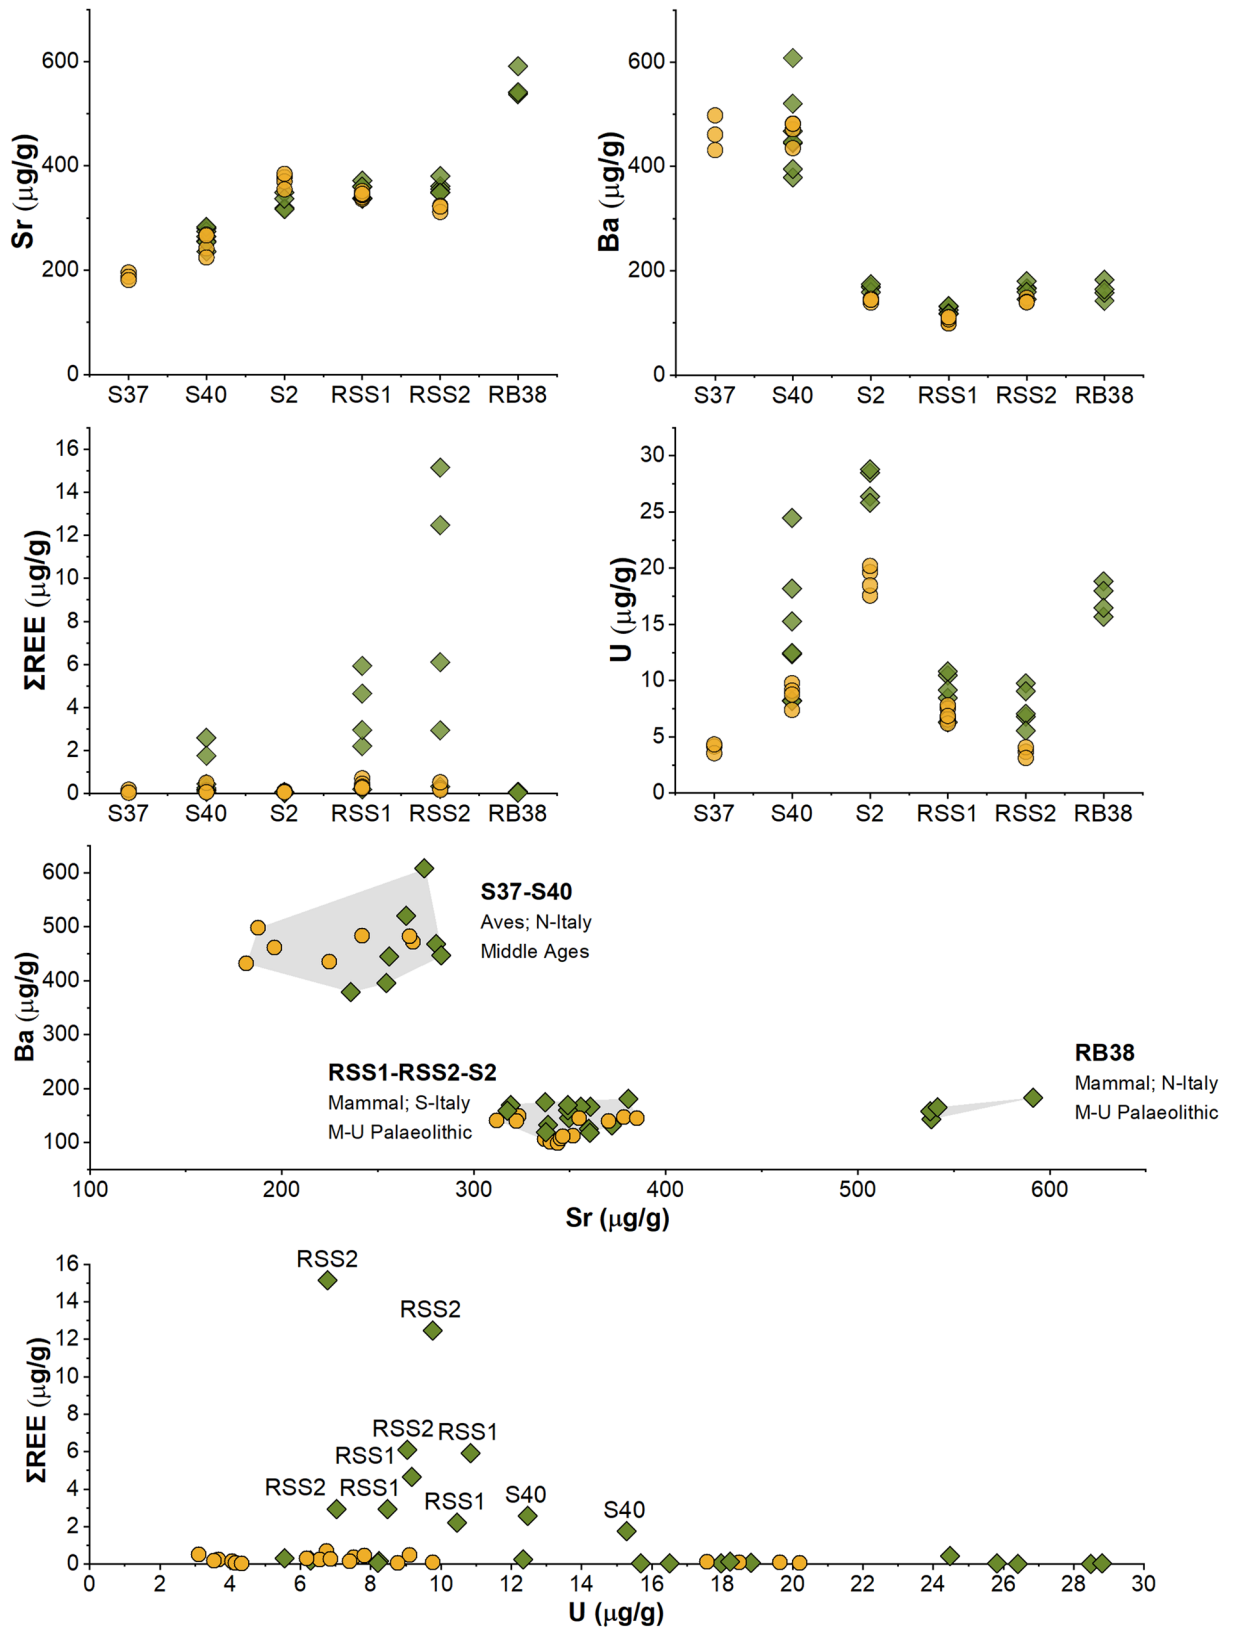 Sr (μg/g)
600
400
200
0
S37 S40 S2 RSS1 RSS2 RB38
Ba (μg/g)
600
400
200
0
S37 S40 S2 RSS1 RSS2 RB38
ΣREE (μg/g)
16
14
12
10
8
6
4
2
0
S37 S40 S2 RSS1 RSS2 RB38
U (μg/g)
30
25
20
15
10
5
0
S37 S40 S2 RSS1 RSS2 RB38
Ba (μg/g)
600
500
400
300
200
100
S37-S40
Aves; N-Italy
Middle Ages
RSS1-RSS2-S2
Mammal; S-Italy
M-U Palaeolithic
RB38
Mammal; N-Italy
M-U Palaeolithic
100 200 300 400 500 600
Sr (μg/g)
ΣREE (μg/g)
16
14
12
10
8
6
4
2
0
RSS2
RSS2
RSS2 RSS1
RSS1
RSS2 RSS1
RSS1
S40
S40
0 2 4 6 8 10 12 14 16 18 20 22 24 26 28 30
U (μg/g)